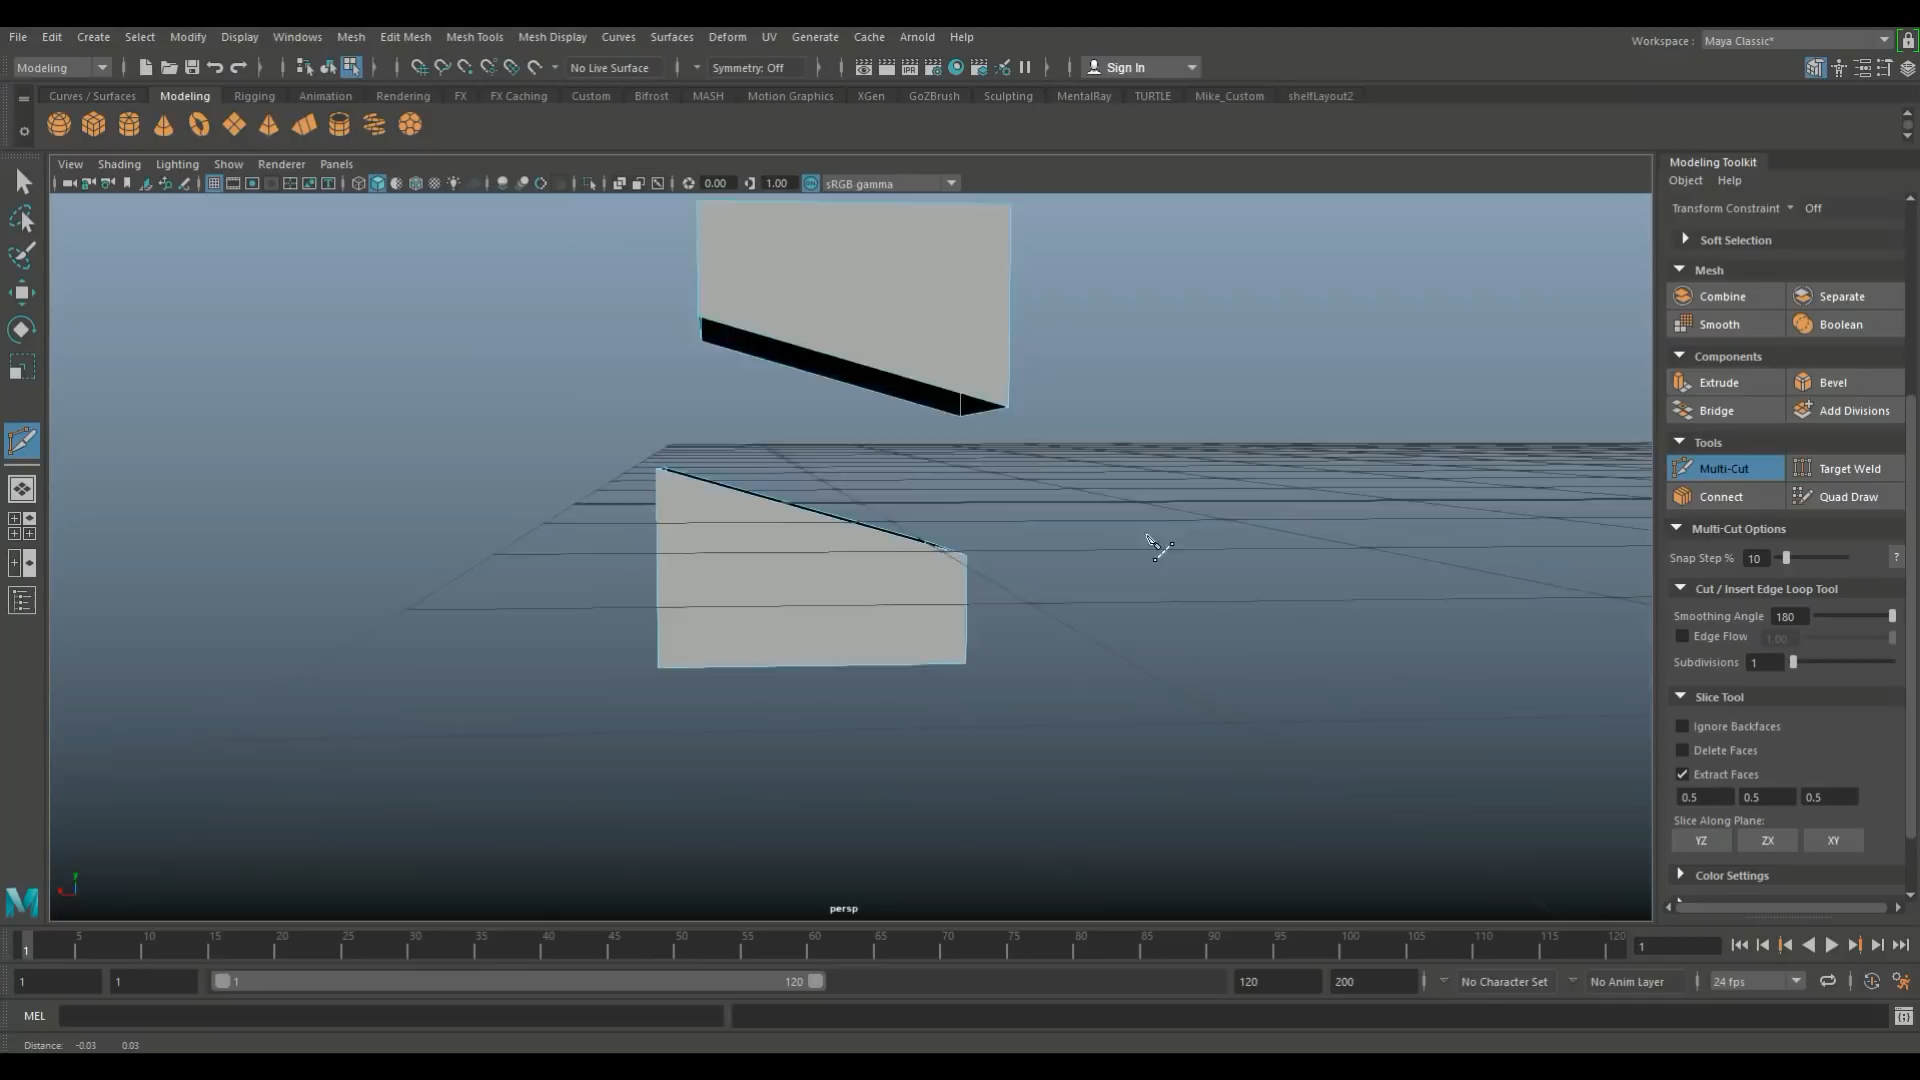 File Edit Create Select Modify Display Windows Mesh Edit Mesh Mesh Tools Mesh Display Curves Surfaces Deform UV Generate Cache Arnold Help
Workspace : Maya Classic*
Modeling No Live Surface Symmetry: Off IPR Sign In
Curves / Surfaces Modeling Rigging Animation Rendering FX FX Caching Custom Bifrost MASH Motion Graphics XGen GoZBrush Sculpting MentalRay TURTLE Mike_Custom shelfLayout2
View Shading Lighting Show Renderer Panels
0.00 1.00 sRGB gamma
persp
Modeling Toolkit
Object Help
Transform Constraint Off
Soft Selection
Mesh
Combine Separate
Smooth Boolean
Components
Extrude Bevel
Bridge Add Divisions
Tools
Multi-Cut Target Weld
Connect Quad Draw
Multi-Cut Options
Snap Step % 10 ?
Cut / Insert Edge Loop Tool
Smoothing Angle 180
Edge Flow 1.00
Subdivisions 1
Slice Tool
Ignore Backfaces
Delete Faces
Extract Faces
0.5 0.5 0.5
Slice Along Plane:
YZ ZX XY
Color Settings
1 5 10 15 20 25 30 35 40 45 50 55 60 65 70 75 80 85 90 95 100 105 110 115 120 1
1 1 1 120 120 200 No Character Set No Anim Layer 24 fps
MEL
Distance: -0.03 0.03